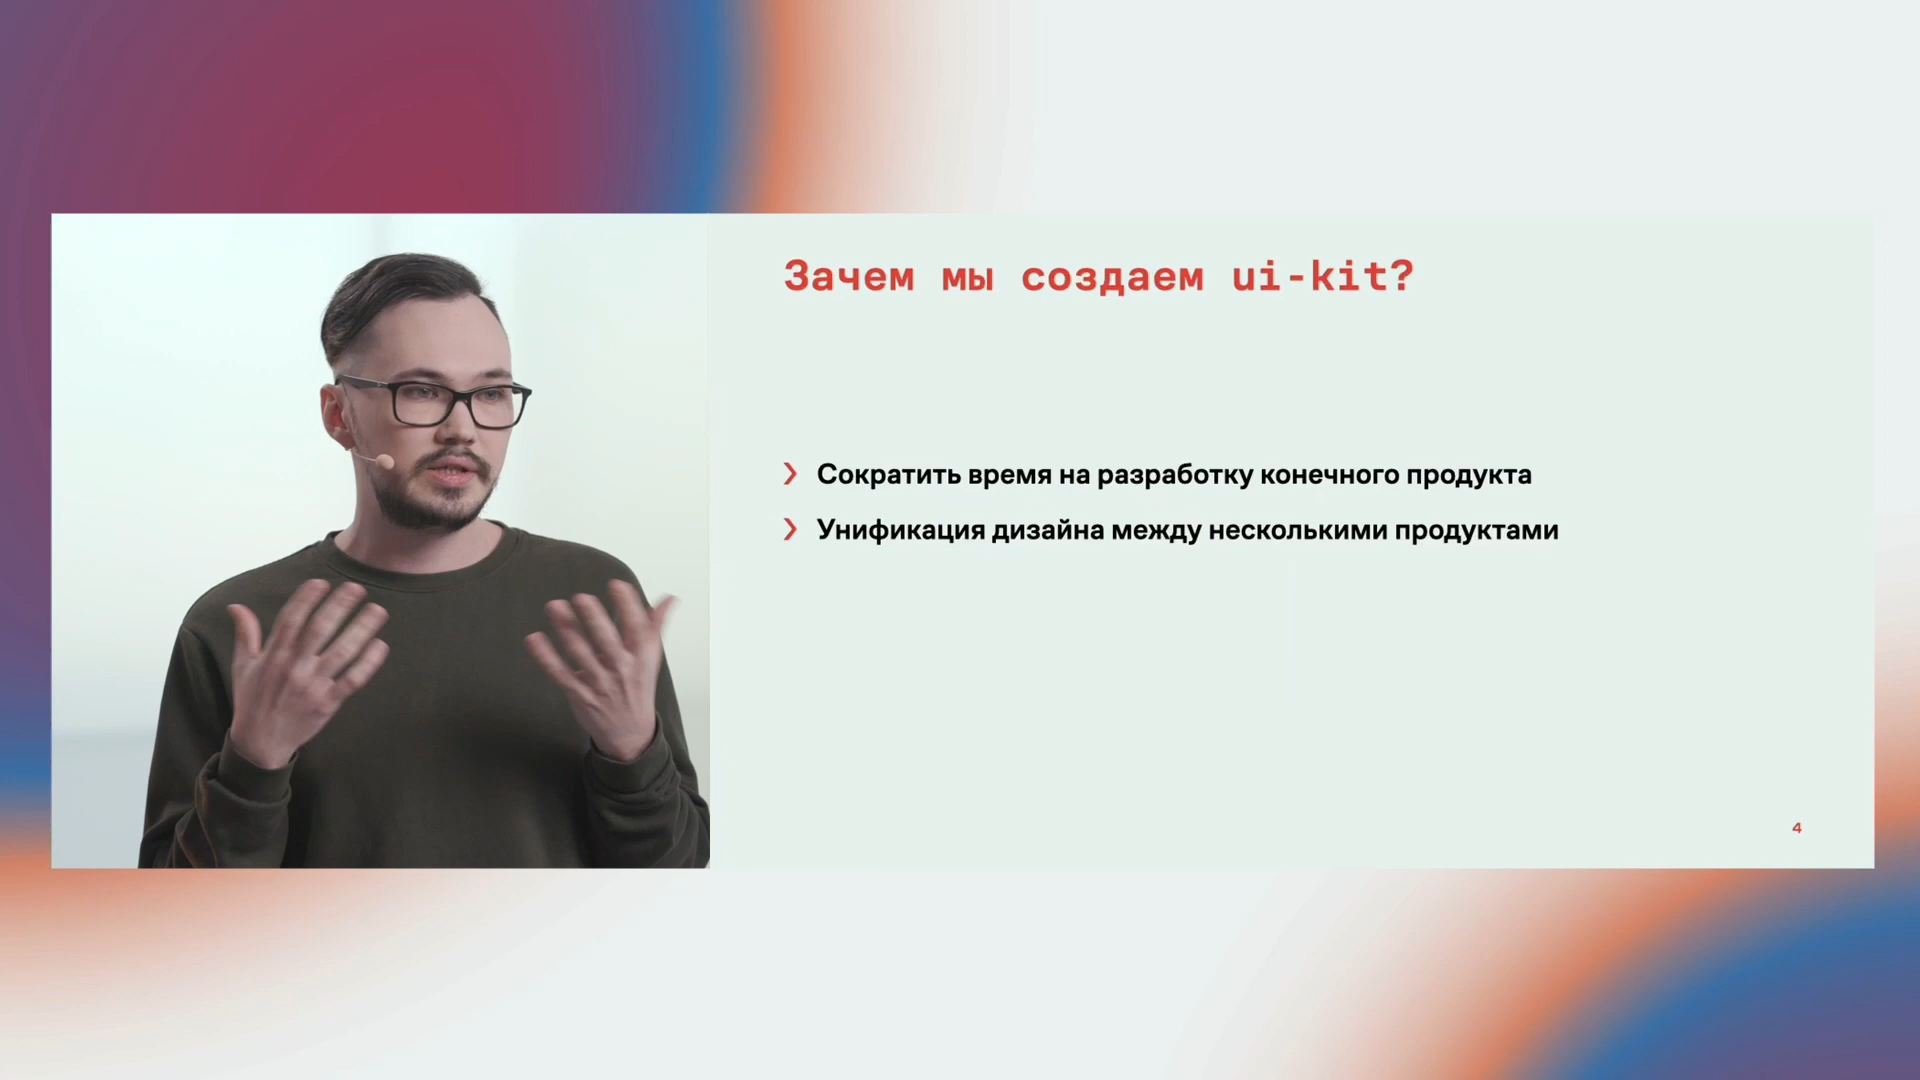 Зачем мы создаем ui-kit?
Сократить время на разработку конечного продукта
Унификация дизайна между несколькими продуктами
4